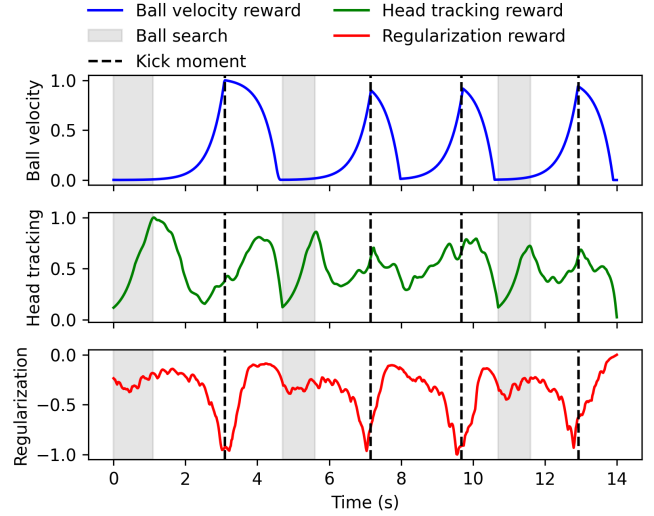 Ball velocity reward
Head tracking reward
Ball search
Regularization reward
Kick moment
Ball velocity
1.0
0.5
0.0
Head tracking
1.0
0.5
0.0
Regularization
0.0
−0.5
−1.0
0 2 4 6 8 10 12 14
Time (s)